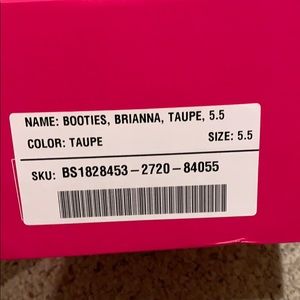 NAME: BOOTIES, BRIANNA, TAUPE, 5.5
COLOR: TAUPE SIZE: 5.5
SKU: BS1828453-2720-84055